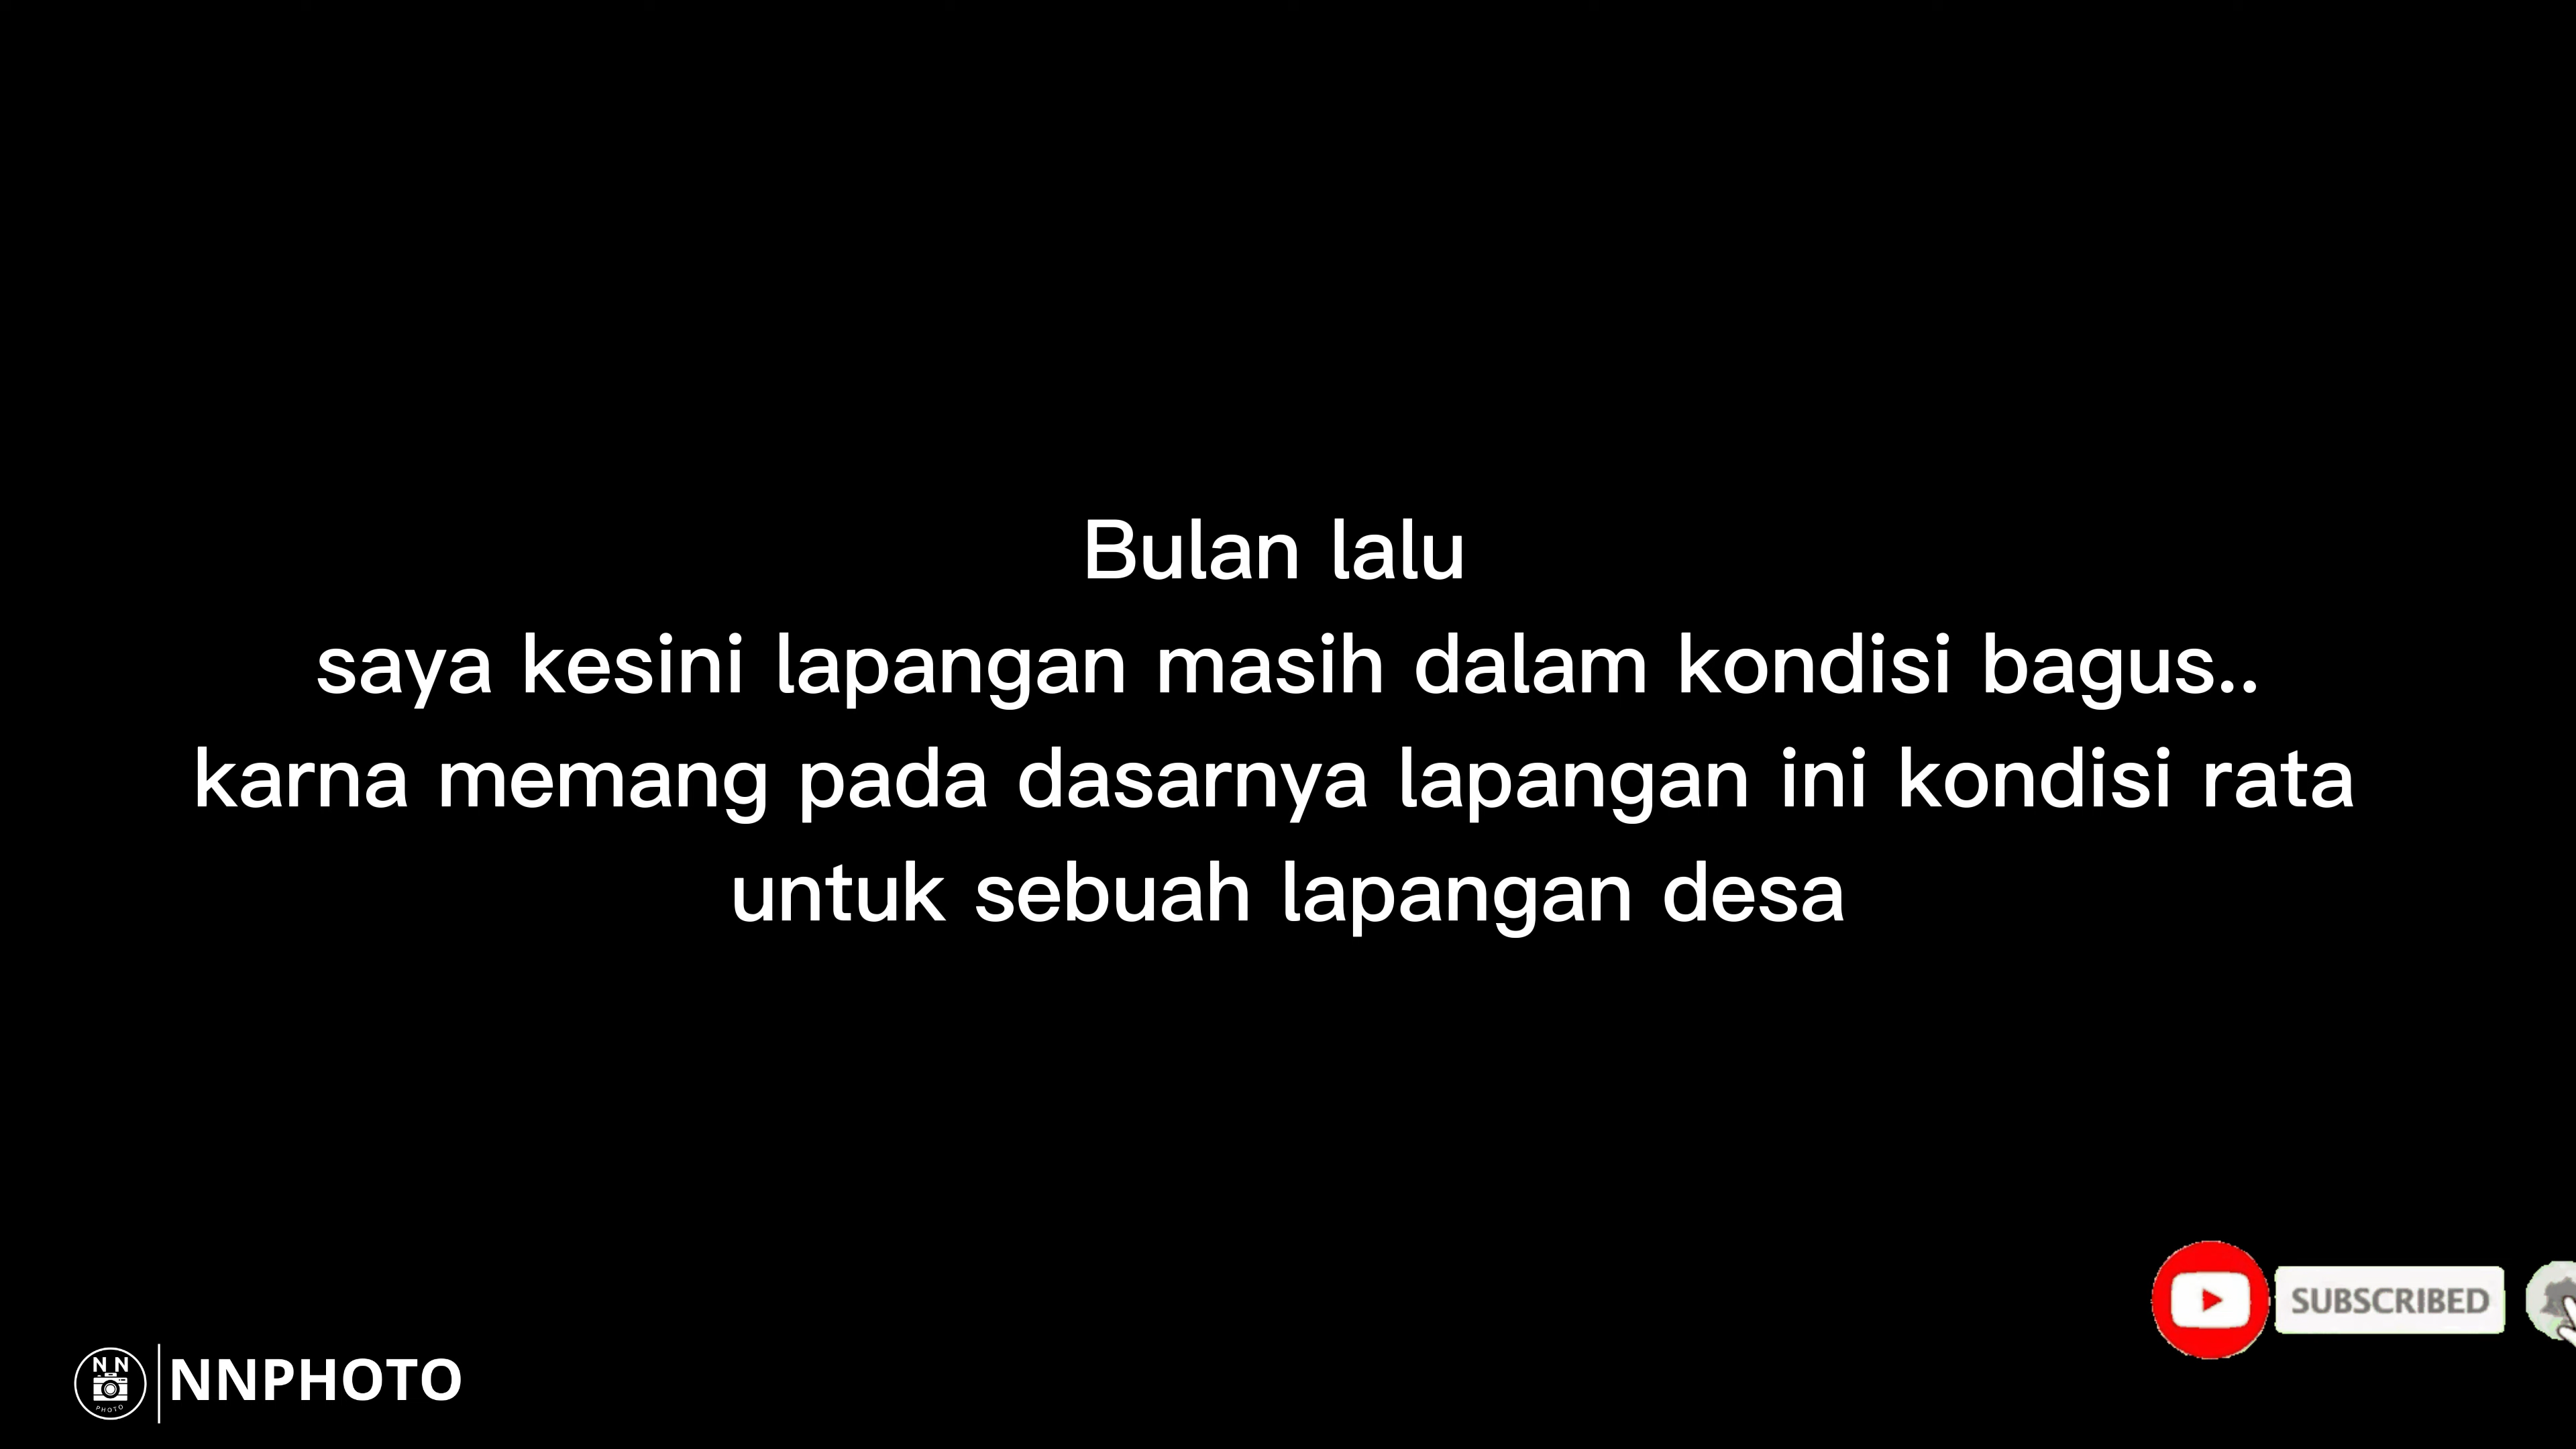 Bulan lalu
saya kesini lapangan masih dalam kondisi bagus..
karna memang pada dasarnya lapangan ini kondisi rata
untuk sebuah lapangan desa
SUBSCRIBED
N N
PHOTO
NNPHOTO